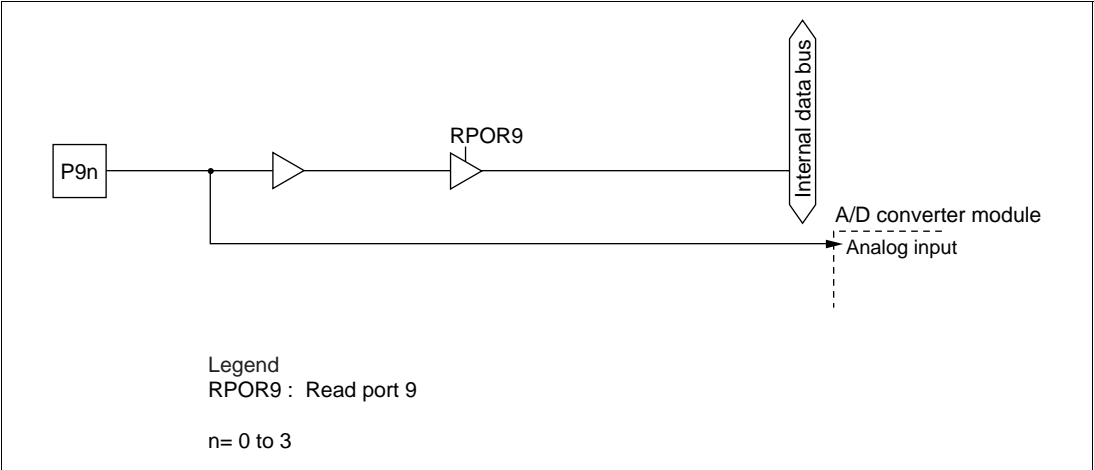 RPOR9
P9n
Internal data bus
A/D converter module
Analog input
Legend
RPOR9 : Read port 9
n= 0 to 3